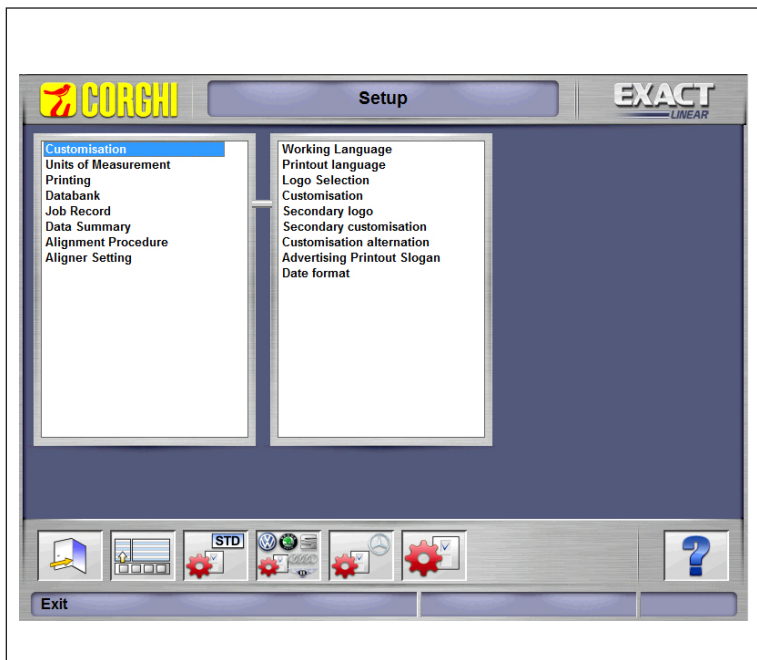 CORGHI
Setup
EXACT
LINEAR
Customisation
Units of Measurement
Printing
Databank
Job Record
Data Summary
Alignment Procedure
Aligner Setting
Working Language
Printout language
Logo Selection
Customisation
Secondary logo
Secondary customisation
Customisation alternation
Advertising Printout Slogan
Date format
STD
?
Exit